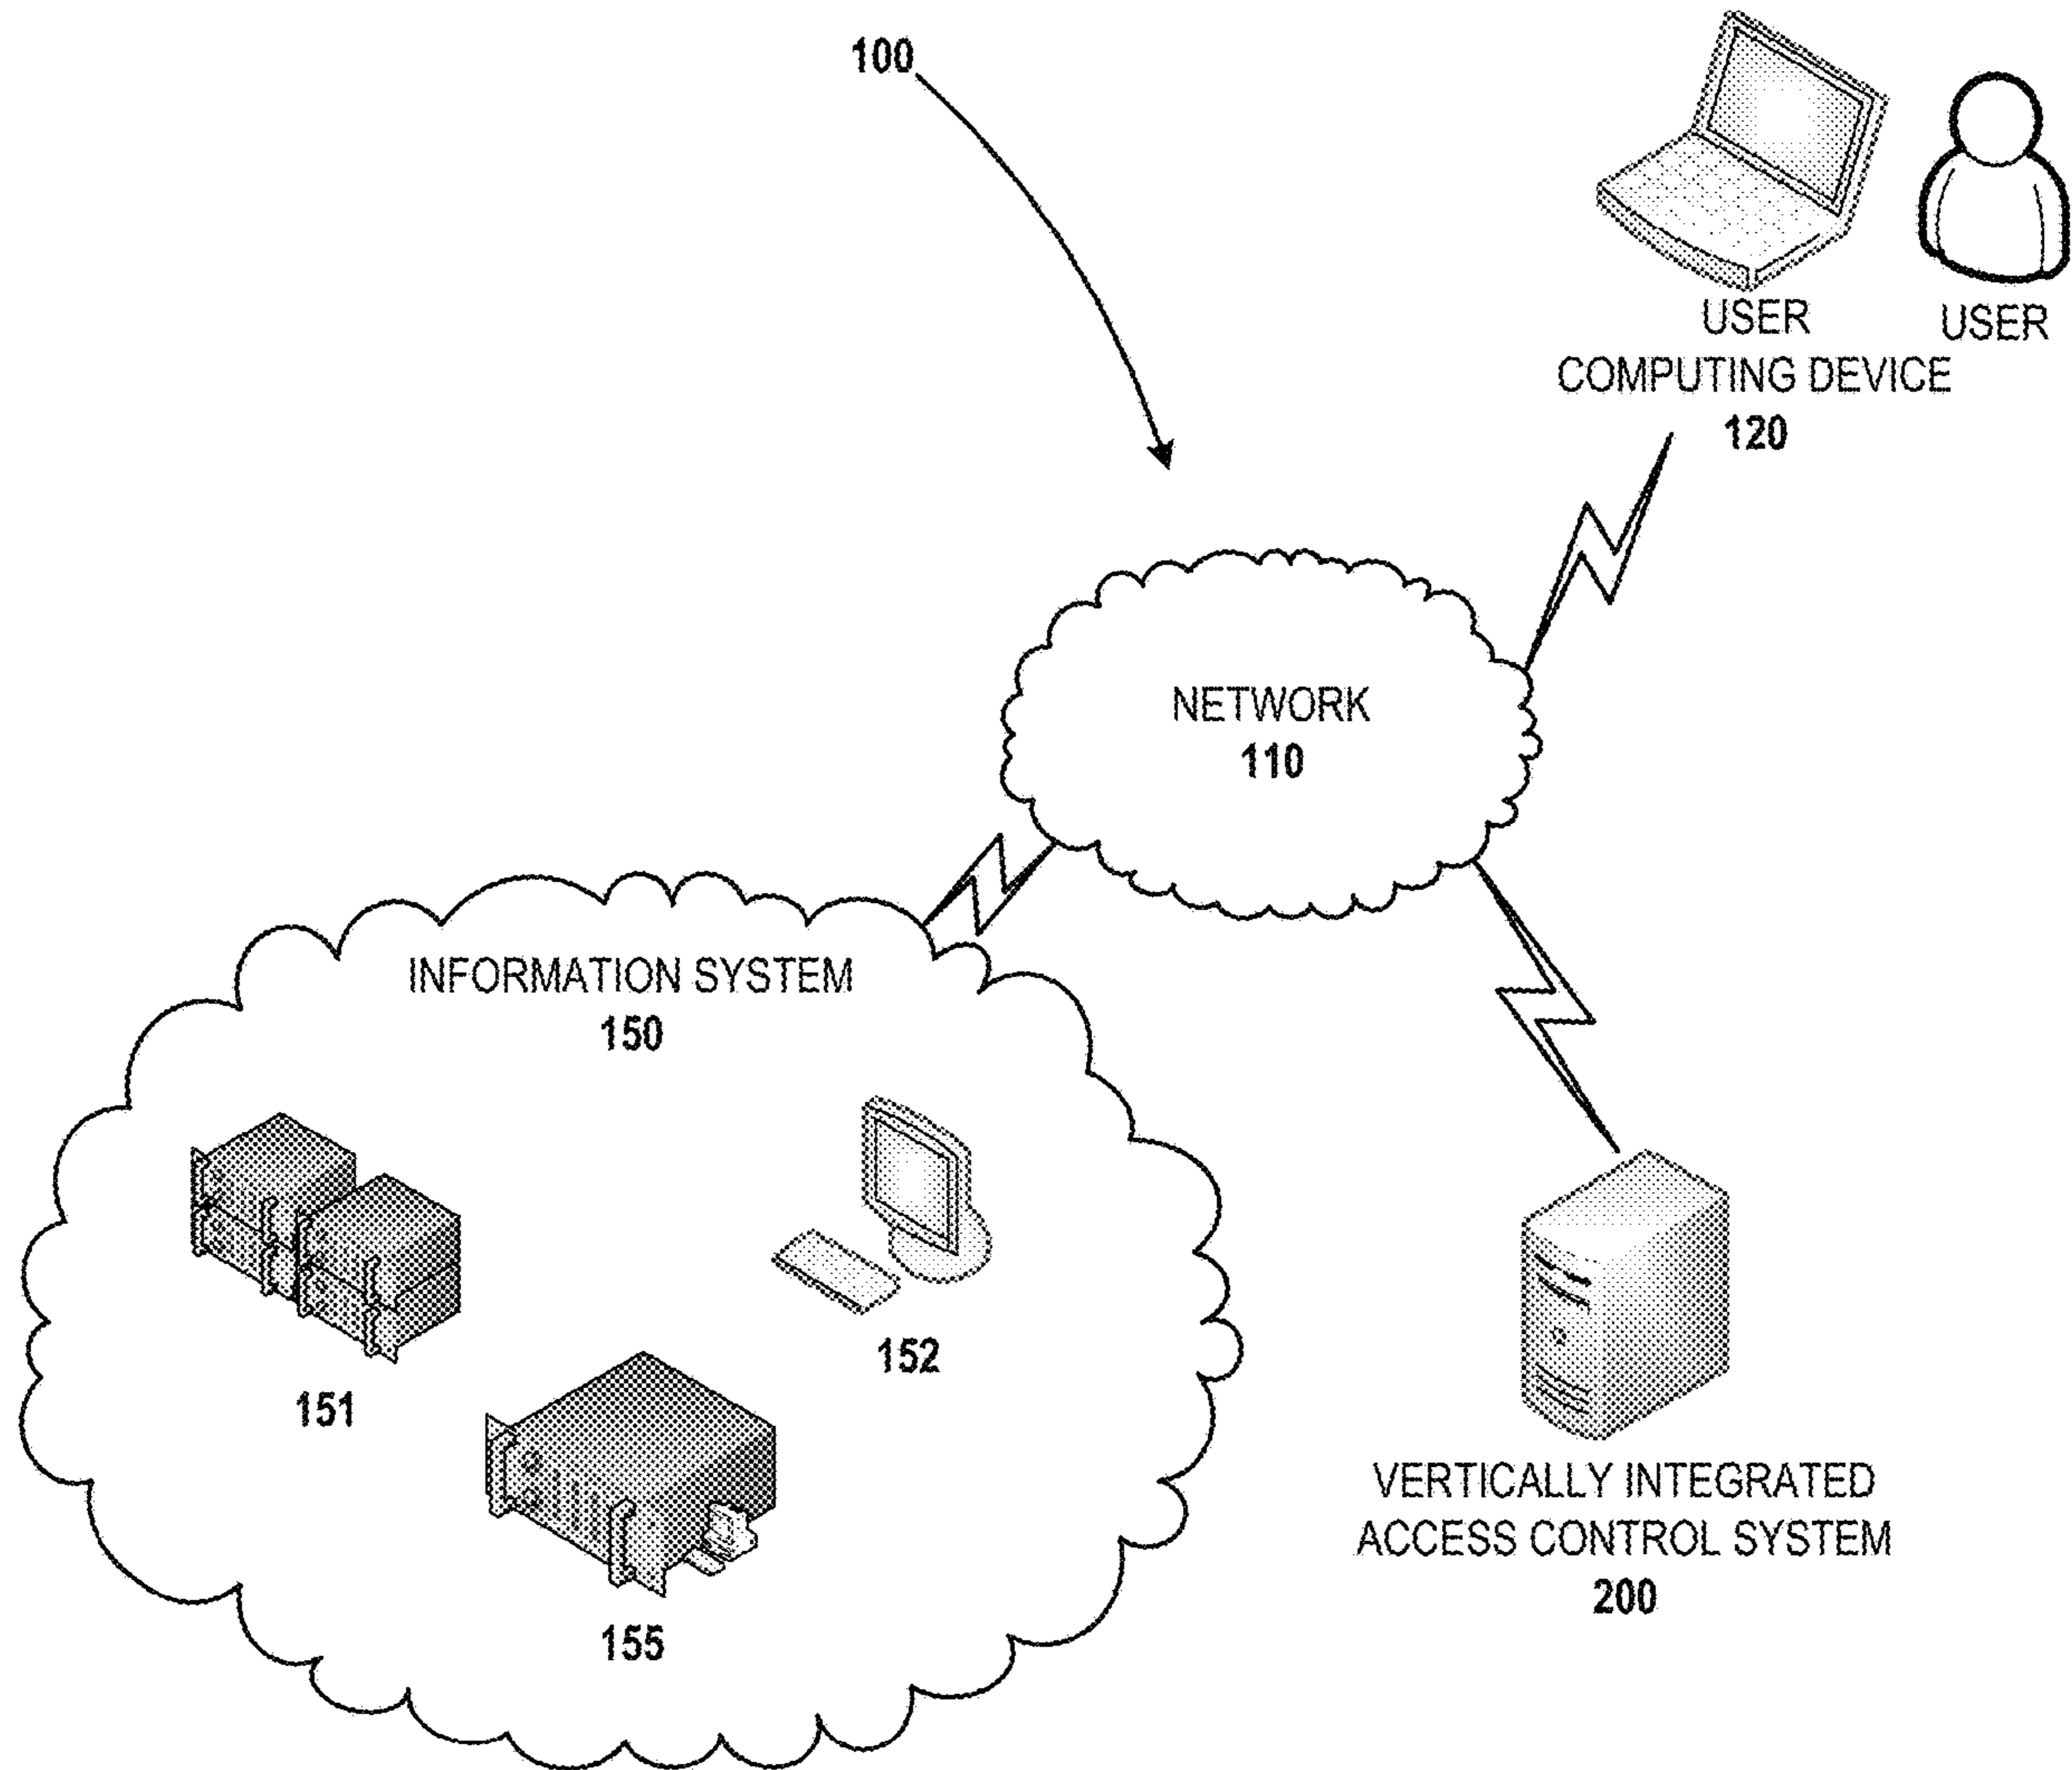 100
USER
COMPUTING DEVICE
120
USER
NETWORK
110
INFORMATION SYSTEM
150
151
152
155
VERTICALLY INTEGRATED
ACCESS CONTROL SYSTEM
200